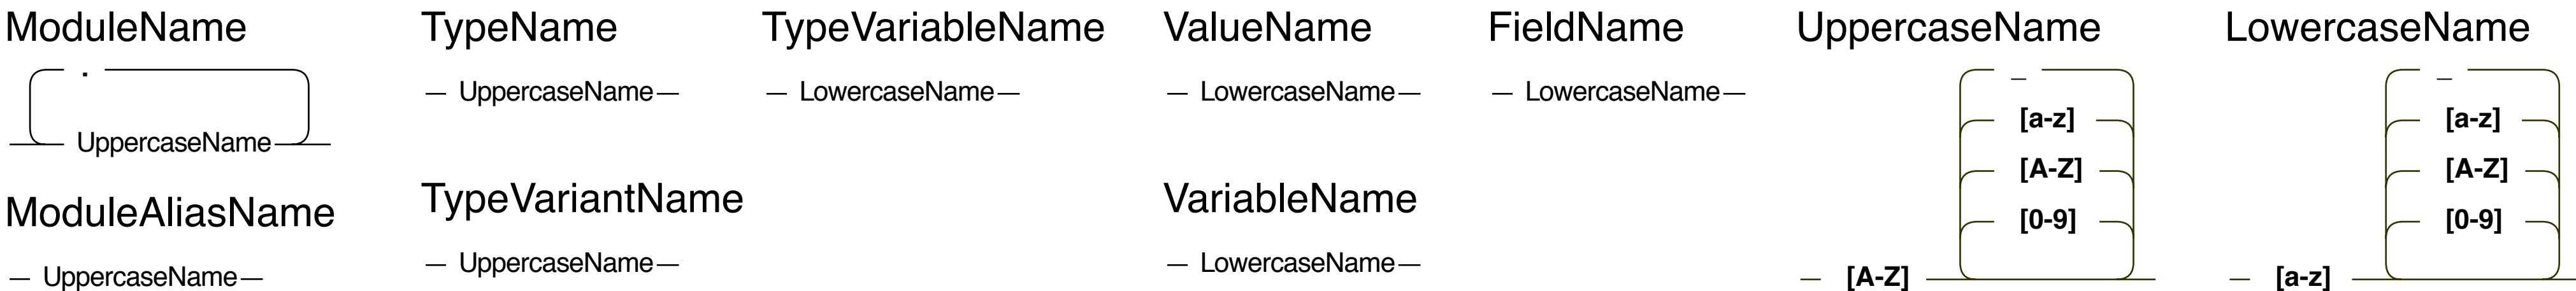 ModuleName
.
UppercaseName
ModuleAliasName
UppercaseName
TypeName
UppercaseName
TypeVariantName
UppercaseName
TypeVariableName
LowercaseName
ValueName
LowercaseName
VariableName
LowercaseName
FieldName
LowercaseName
UppercaseName
_
[a-z]
[A-Z]
[0-9]
[A-Z]
LowercaseName
_
[a-z]
[A-Z]
[0-9]
[a-z]